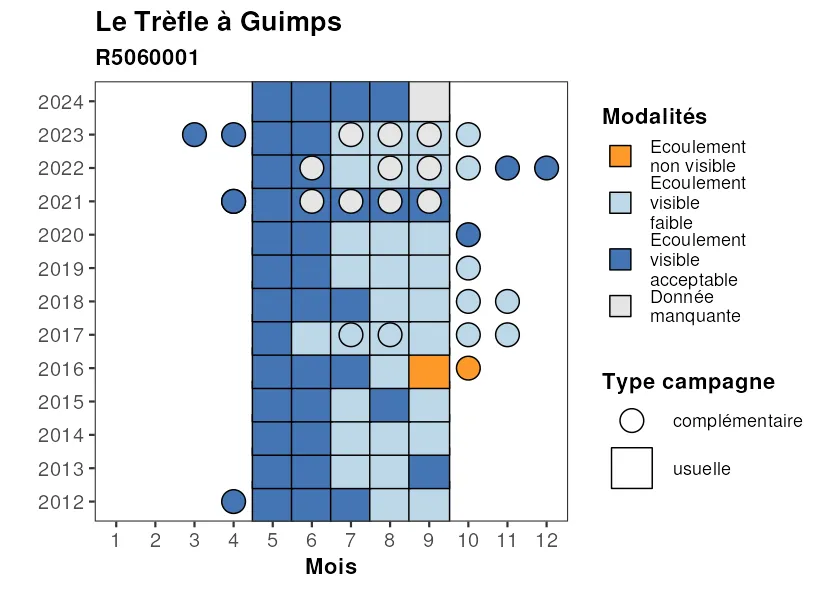 Le Trèfle à Guimps
R5060001
2024
2023
2022
2021
2020
2019
2018
2017
2016
2015
2014
2013
2012
1 2 3 4 5 6 7 8 9 10 11 12
Mois
Modalités
Ecoulement
non visible
Ecoulement
visible
faible
Ecoulement
visible
acceptable
Donnée
manquante
Type campagne
complémentaire
usuelle